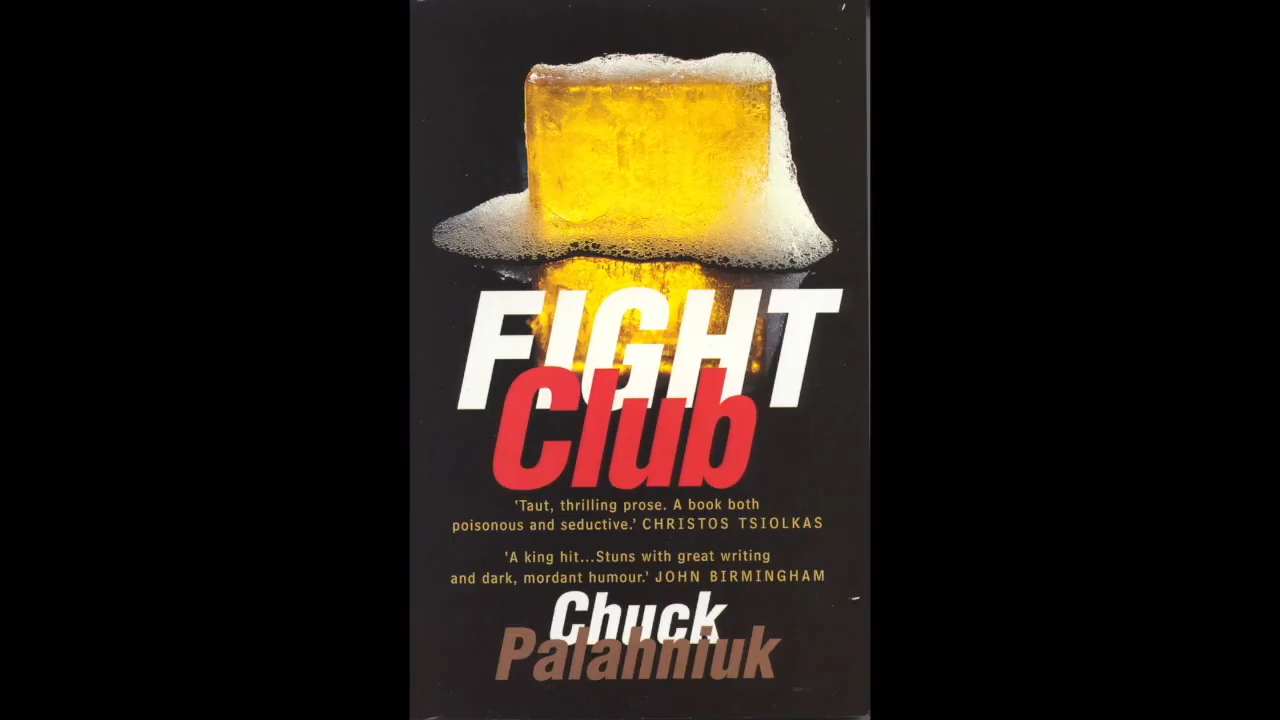 FIGHT
Club
'Taut, thrilling prose. A book both
poisonous and seductive.' CHRISTOS TSIOLKAS
'A king hit...Stuns with great writing
and dark, mordant humour.' JOHN BIRMINGHAM
Chuck
Palahniuk